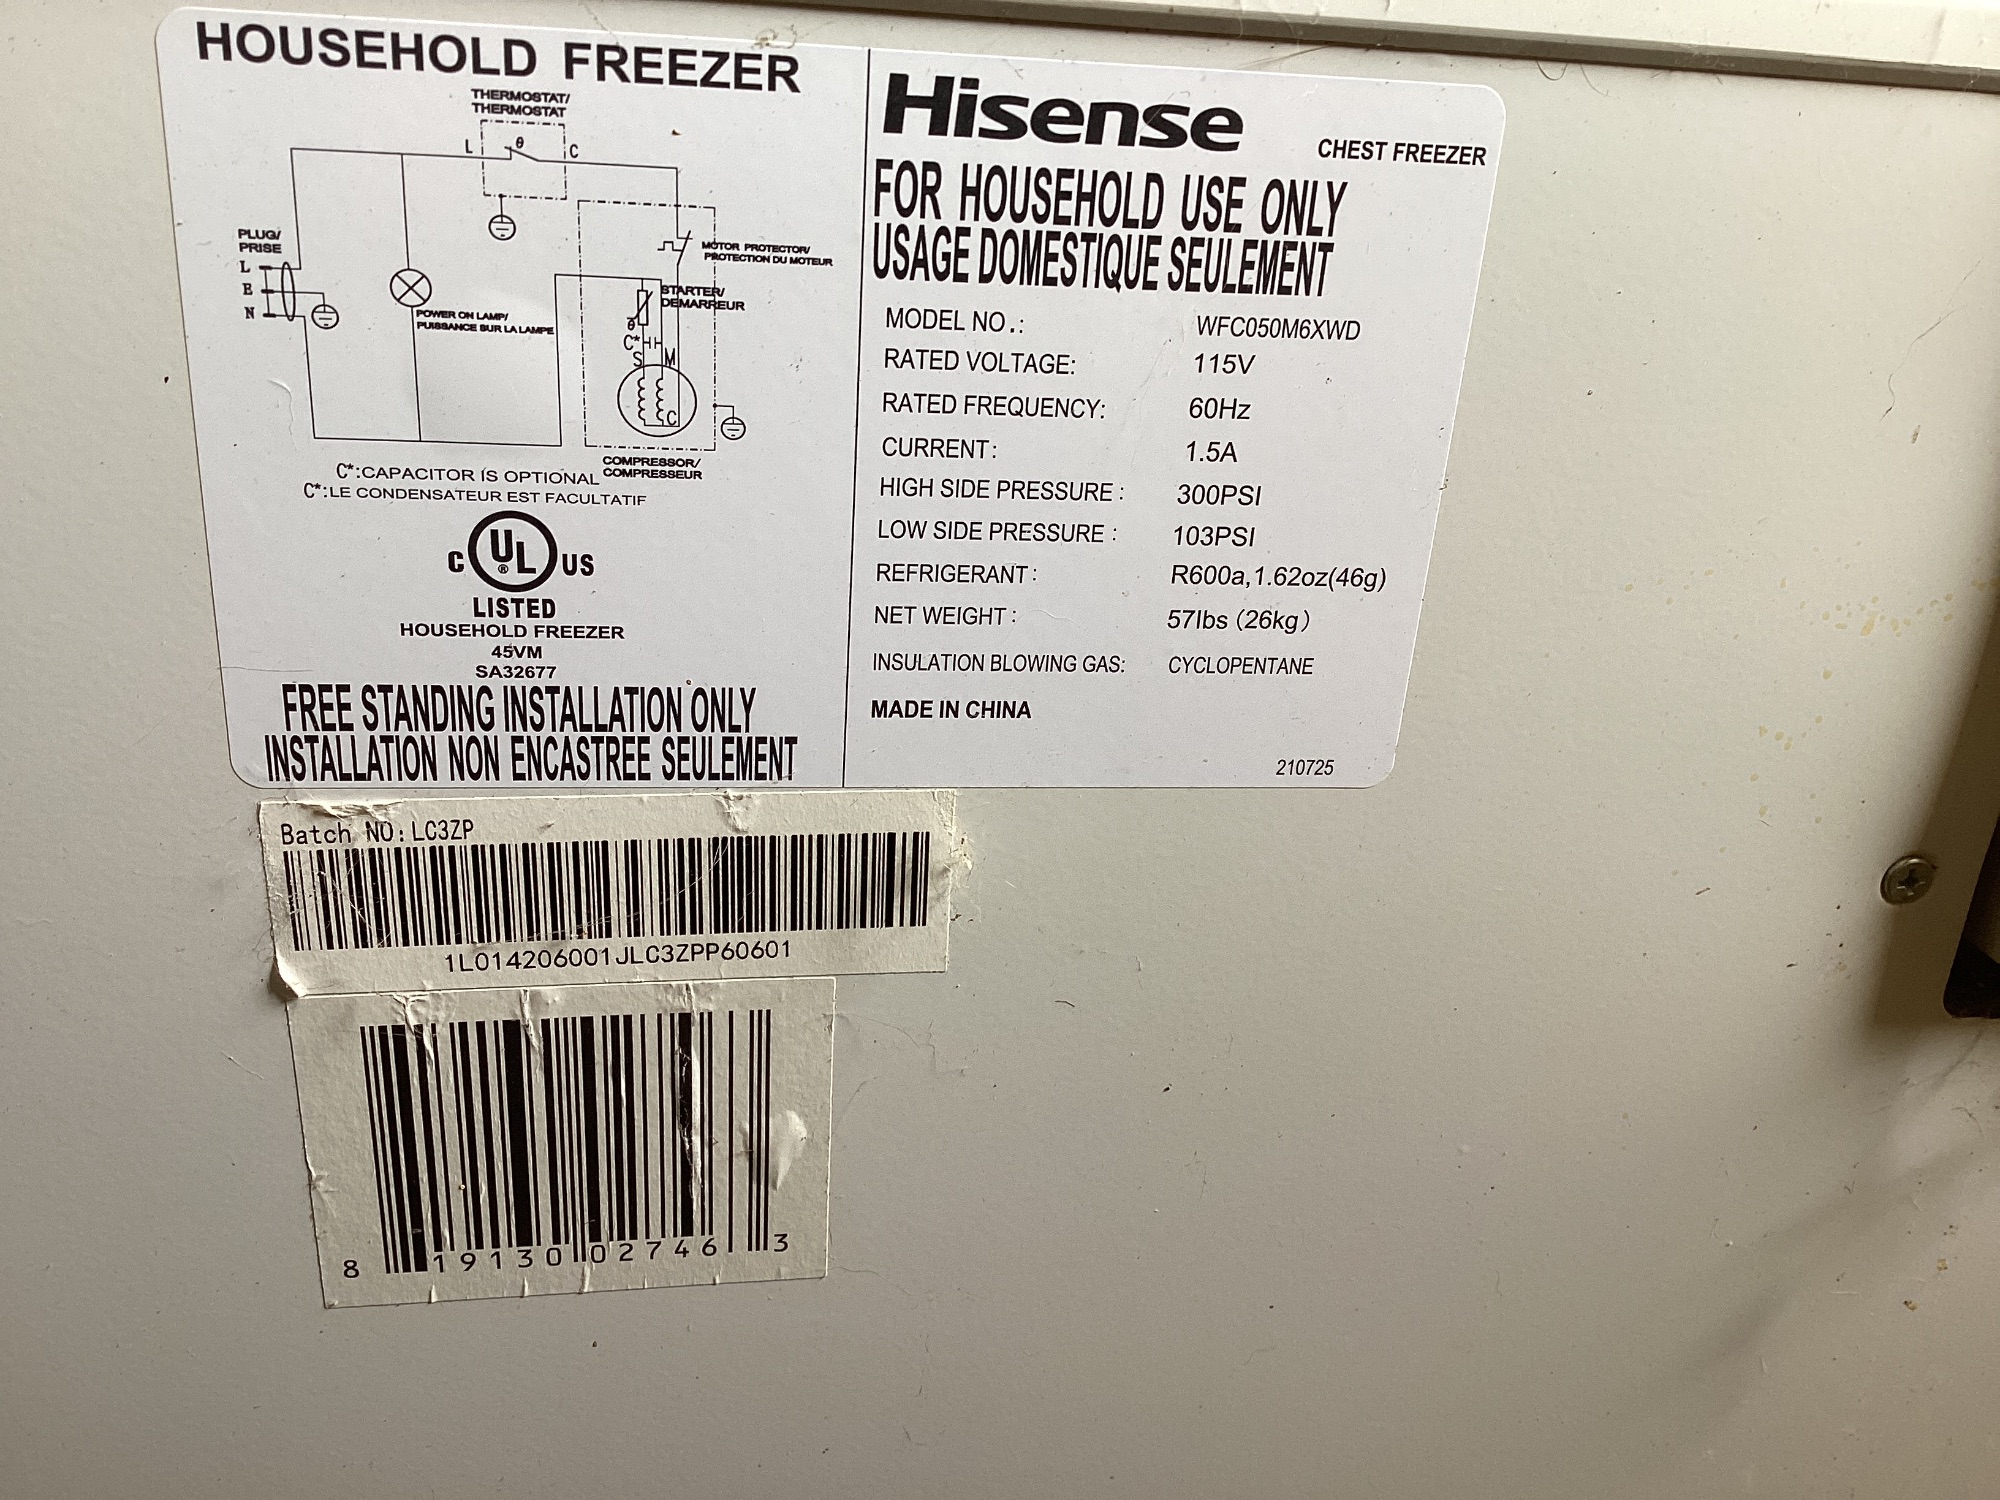 HOUSEHOLD FREEZER
THERMOSTAT/
THERMOSTAT
L θ C
PLUG/
PRISE
L
E
N
MOTOR PROTECTOR/
PROTECTION DU MOTEUR
STARTER/
DEMARREUR
θ
C*
S M
C
POWER ON LAMP/
PUISSANCE SUR LA LAMPE
COMPRESSOR/
COMPRESSEUR
C*:CAPACITOR IS OPTIONAL
C*:LE CONDENSATEUR EST FACULTATIF
C UL ® US
LISTED
HOUSEHOLD FREEZER
45VM
SA32677
FREE STANDING INSTALLATION ONLY
INSTALLATION NON ENCASTREE SEULEMENT
Hisense
CHEST FREEZER
FOR HOUSEHOLD USE ONLY
USAGE DOMESTIQUE SEULEMENT
MODEL NO.: WFC050M6XWD
RATED VOLTAGE: 115V
RATED FREQUENCY: 60Hz
CURRENT: 1.5A
HIGH SIDE PRESSURE: 300PSI
LOW SIDE PRESSURE: 103PSI
REFRIGERANT: R600a,1.62oz(46g)
NET WEIGHT: 57lbs (26kg)
INSULATION BLOWING GAS: CYCLOPENTANE
MADE IN CHINA
210725
Batch NO:LC3ZP
1L014206001JLC3ZPP60601
8 19130 02746 3